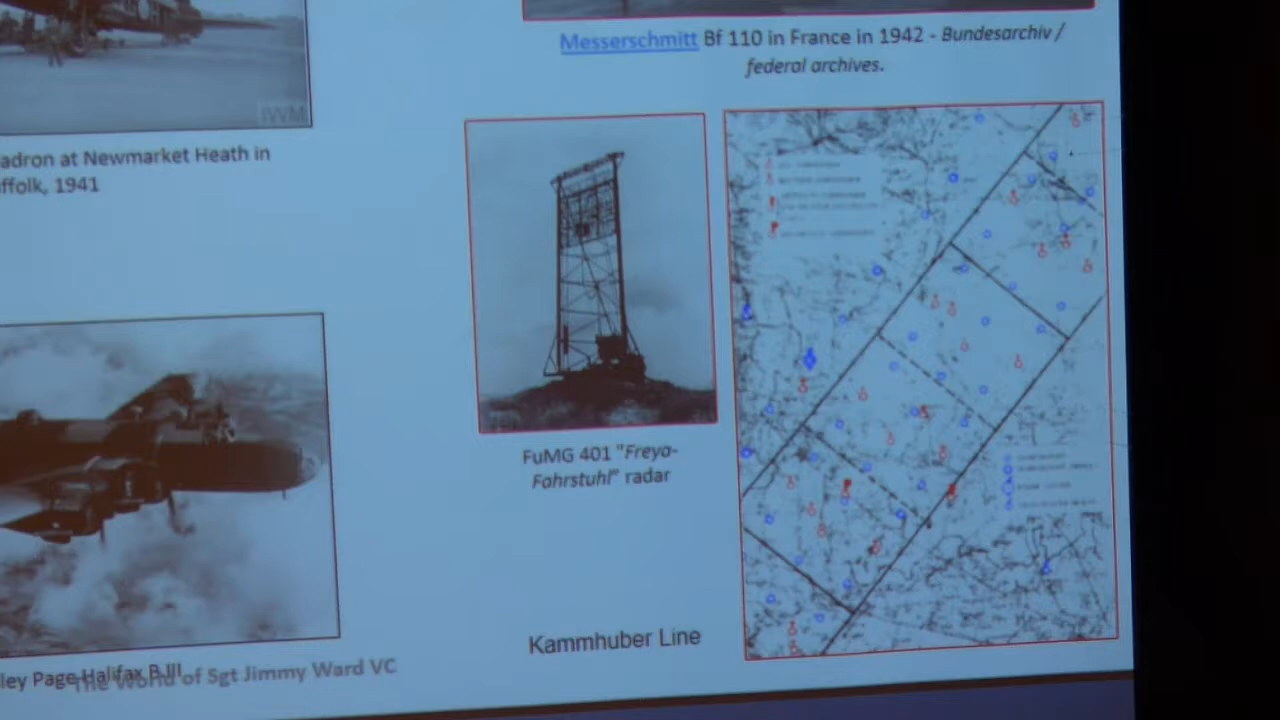 Messerschmitt Bf 110 in France in 1942 - Bundesarchiv /
federal archives.
IWM
adron at Newmarket Heath in
ffolk, 1941
FuMG 401 "Freya-
Fahrstuhl" radar
Kammhuber Line
ley Page Halifax B.III
The World of Sgt Jimmy Ward VC